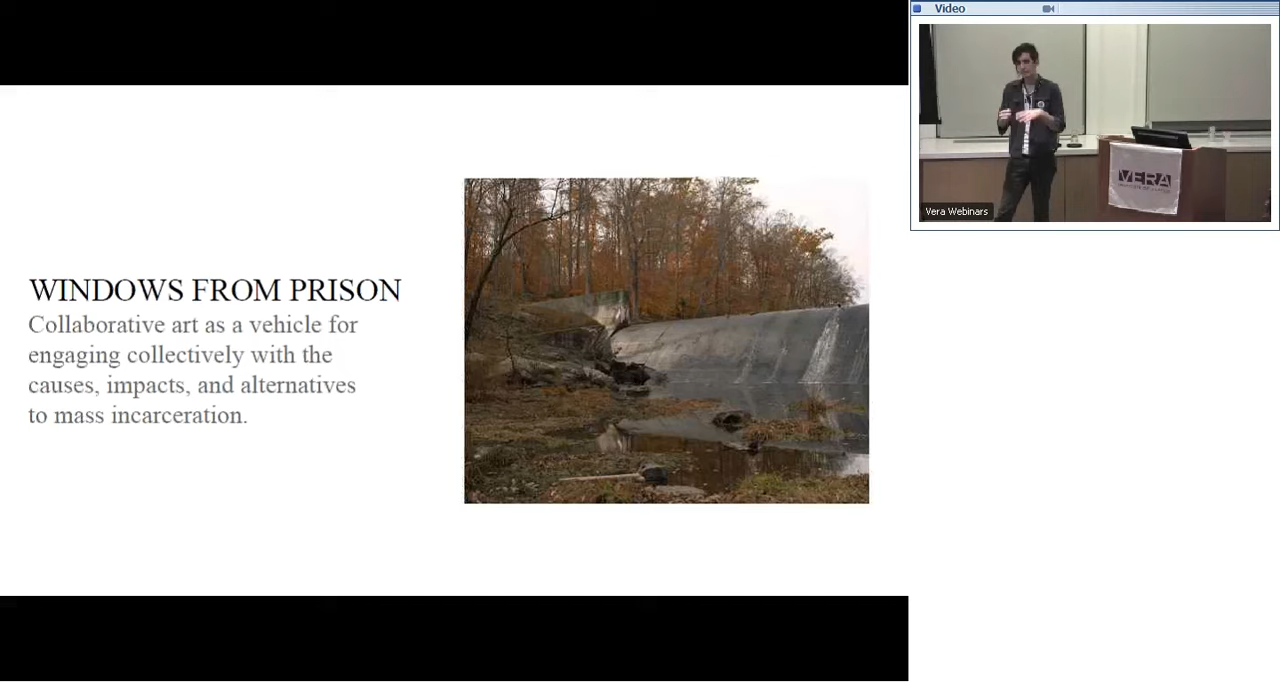 WINDOWS FROM PRISON
Collaborative art as a vehicle for
engaging collectively with the
causes, impacts, and alternatives
to mass incarceration.
Video
VERA
Vera Webinars